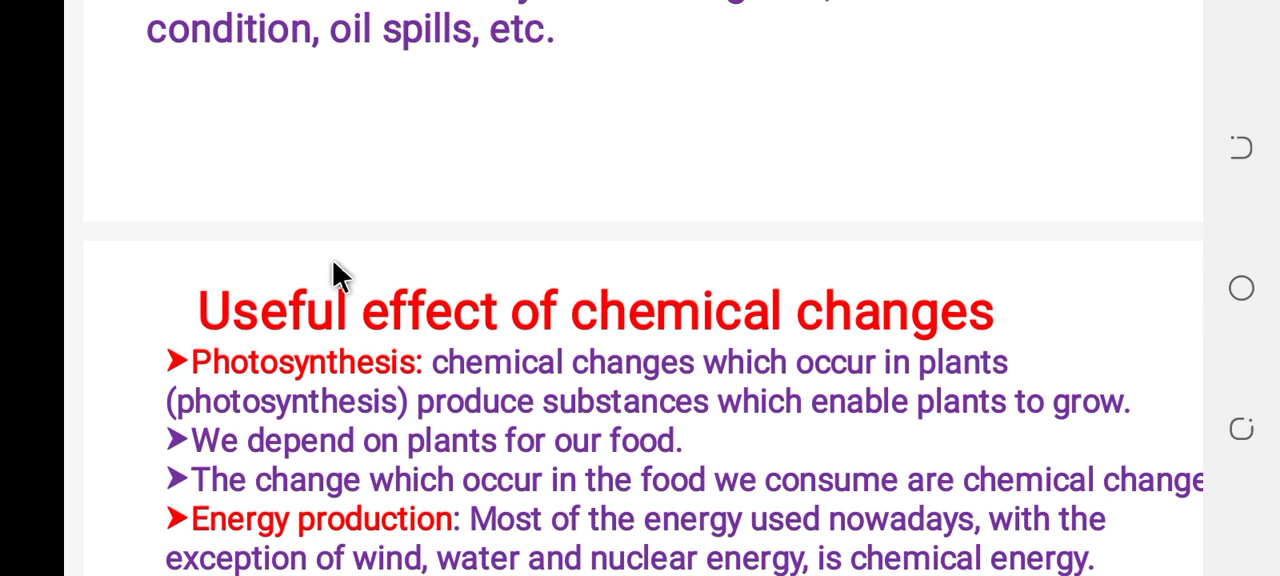 condition, oil spills, etc.
Useful effect of chemical changes
➤Photosynthesis: chemical changes which occur in plants
(photosynthesis) produce substances which enable plants to grow.
➤We depend on plants for our food.
➤The change which occur in the food we consume are chemical change
➤Energy production: Most of the energy used nowadays, with the
exception of wind, water and nuclear energy, is chemical energy.